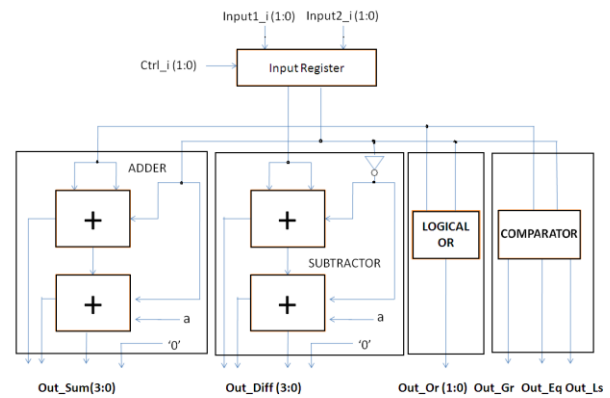 Input1_i (1:0) Input2_i (1:0)
Ctrl_i (1:0)
Input Register
ADDER
+
+
a
'0'
+
SUBTRACTOR
+
a
'0'
LOGICAL
OR
COMPARATOR
Out_Sum(3:0) Out_Diff (3:0) Out_Or (1:0) Out_Gr Out_Eq Out_Ls